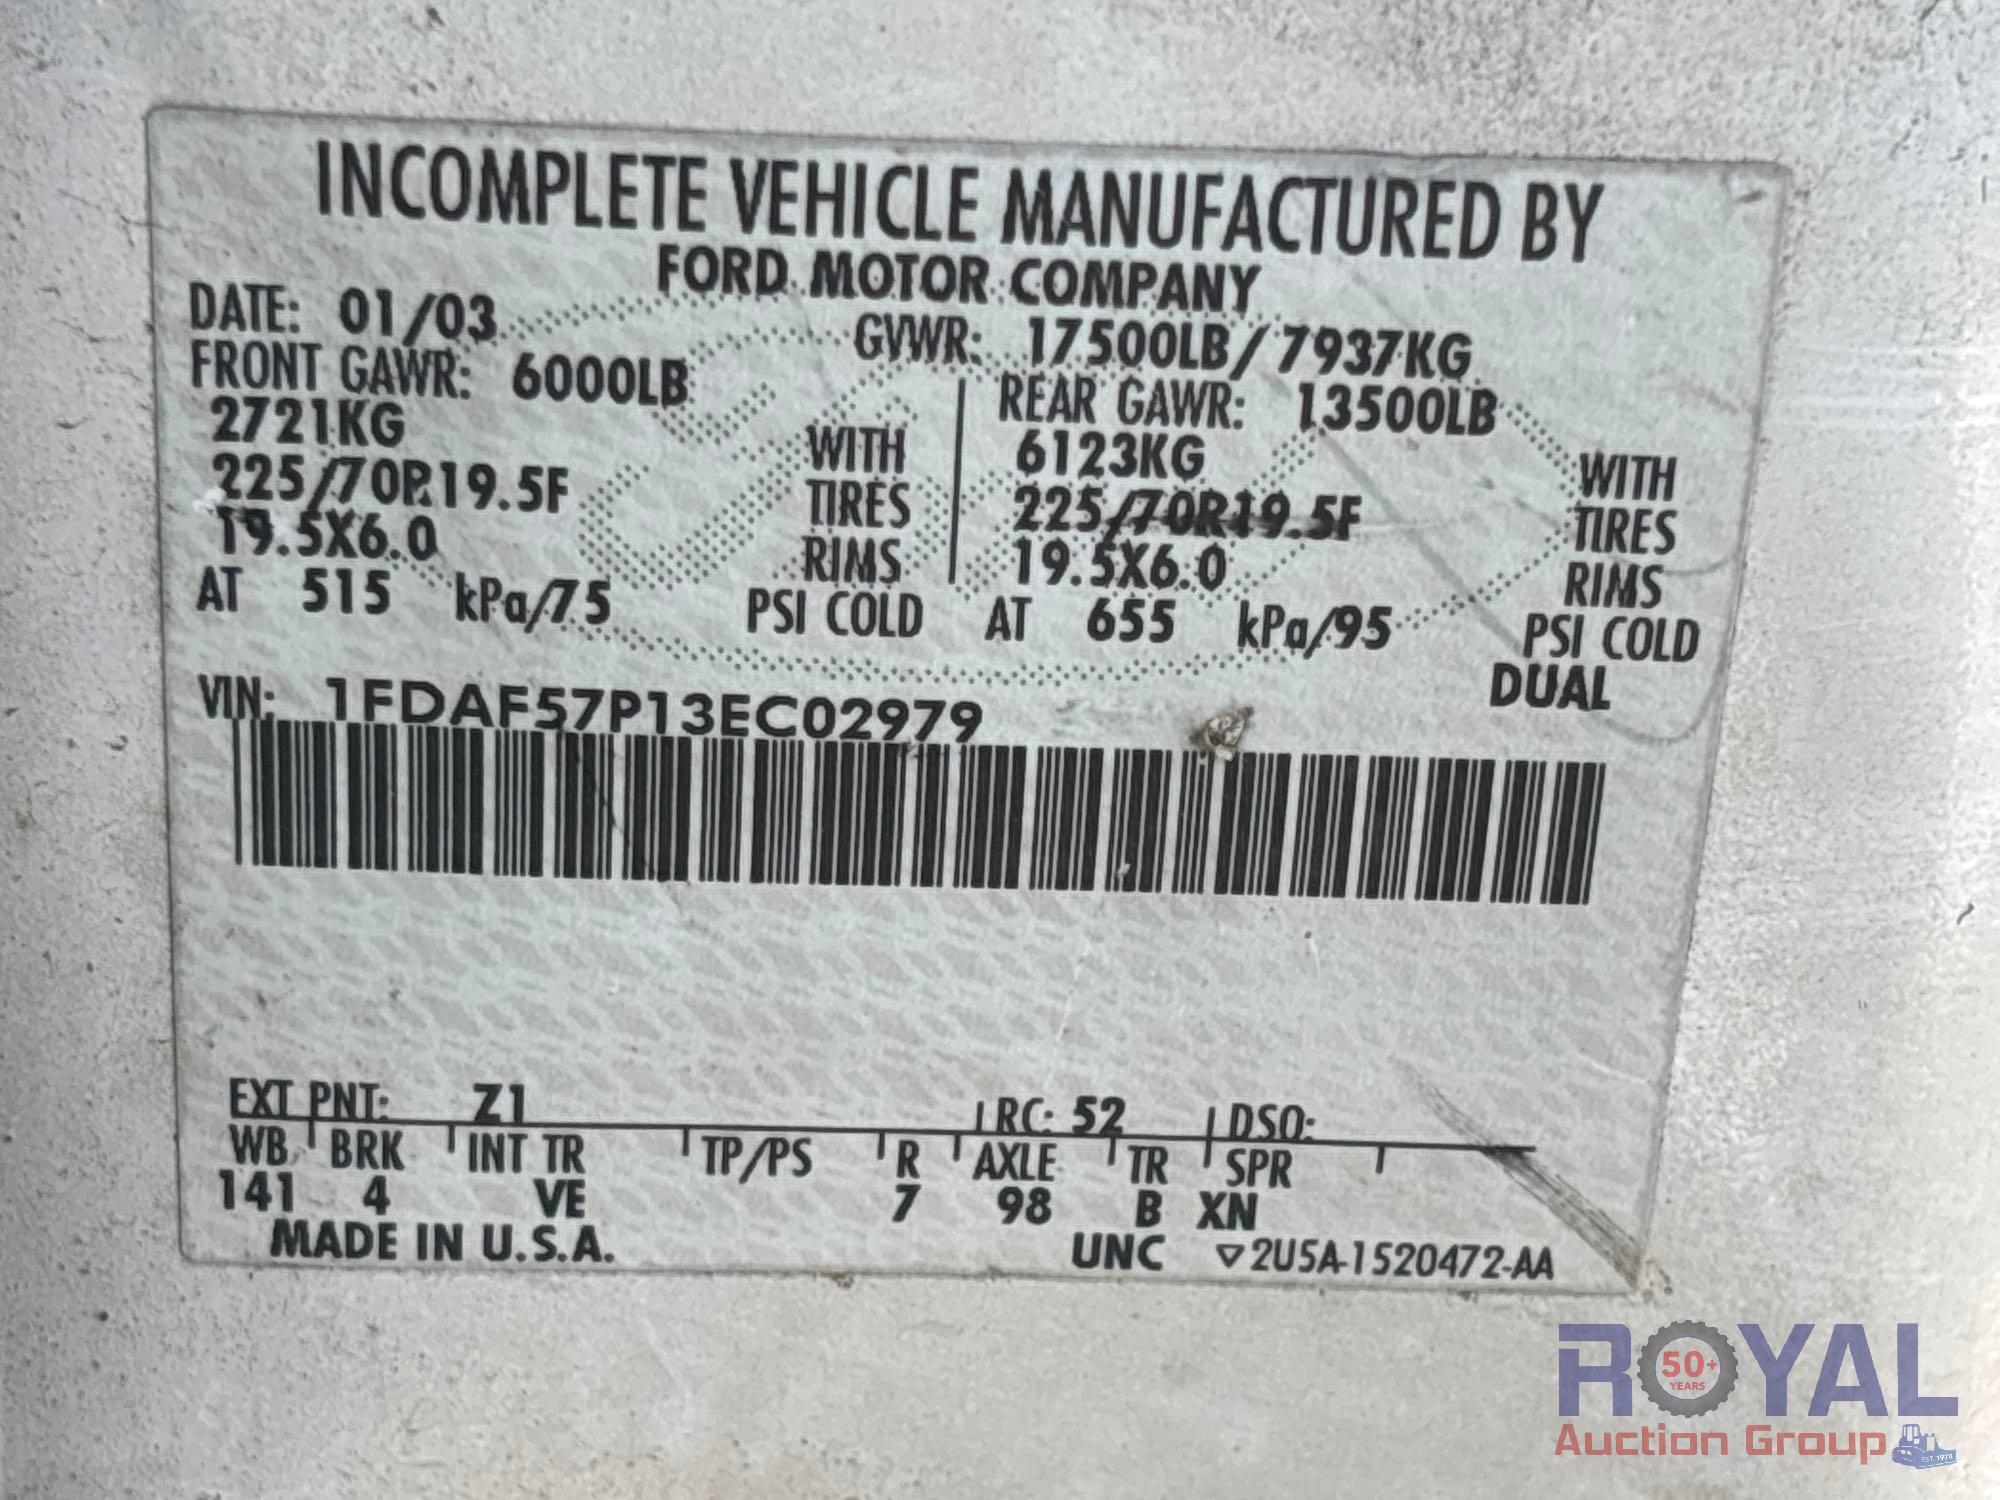 INCOMPLETE VEHICLE MANUFACTURED BY
FORD MOTOR COMPANY
DATE: 01/03 GVWR: 17500LB/7937KG
FRONT GAWR: 6000LB REAR GAWR: 13500LB
2721KG WITH 6123KG WITH
225/70R19.5F TIRES 225/70R19.5F TIRES
19.5X6.0 RIMS 19.5X6.0 RIMS
AT 515 kPa/75 PSI COLD AT 655 kPa/95 PSI COLD
DUAL
VIN: 1FDAF57P13EC02979
EXT PNT: Z1 RC: 52 DSO:
WB BRK INT TR TP/PS R AXLE TR SPR
141 4 VE 7 98 B XN
MADE IN U.S.A. UNC ▽2U5A-1520472-AA
ROYAL
50+
YEARS
Auction Group
EST. 1970